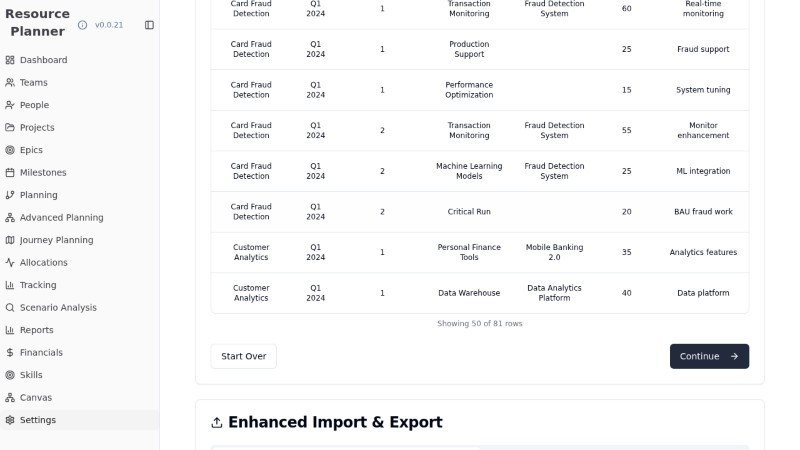 Resource
Planner
v0.0.21
Dashboard
Teams
People
Projects
Epics
Milestones
Planning
Advanced Planning
Journey Planning
Allocations
Tracking
Scenario Analysis
Reports
Financials
Skills
Canvas
Settings
Card Fraud Detection Q1 2024 1 Transaction Monitoring Fraud Detection System 60 Real-time monitoring
Card Fraud Detection Q1 2024 1 Production Support 25 Fraud support
Card Fraud Detection Q1 2024 1 Performance Optimization 15 System tuning
Card Fraud Detection Q1 2024 2 Transaction Monitoring Fraud Detection System 55 Monitor enhancement
Card Fraud Detection Q1 2024 2 Machine Learning Models Fraud Detection System 25 ML integration
Card Fraud Detection Q1 2024 2 Critical Run 20 BAU fraud work
Customer Analytics Q1 2024 1 Personal Finance Tools Mobile Banking 2.0 35 Analytics features
Customer Analytics Q1 2024 1 Data Warehouse Data Analytics Platform 40 Data platform
Showing 50 of 81 rows
Start Over
Continue
Enhanced Import & Export